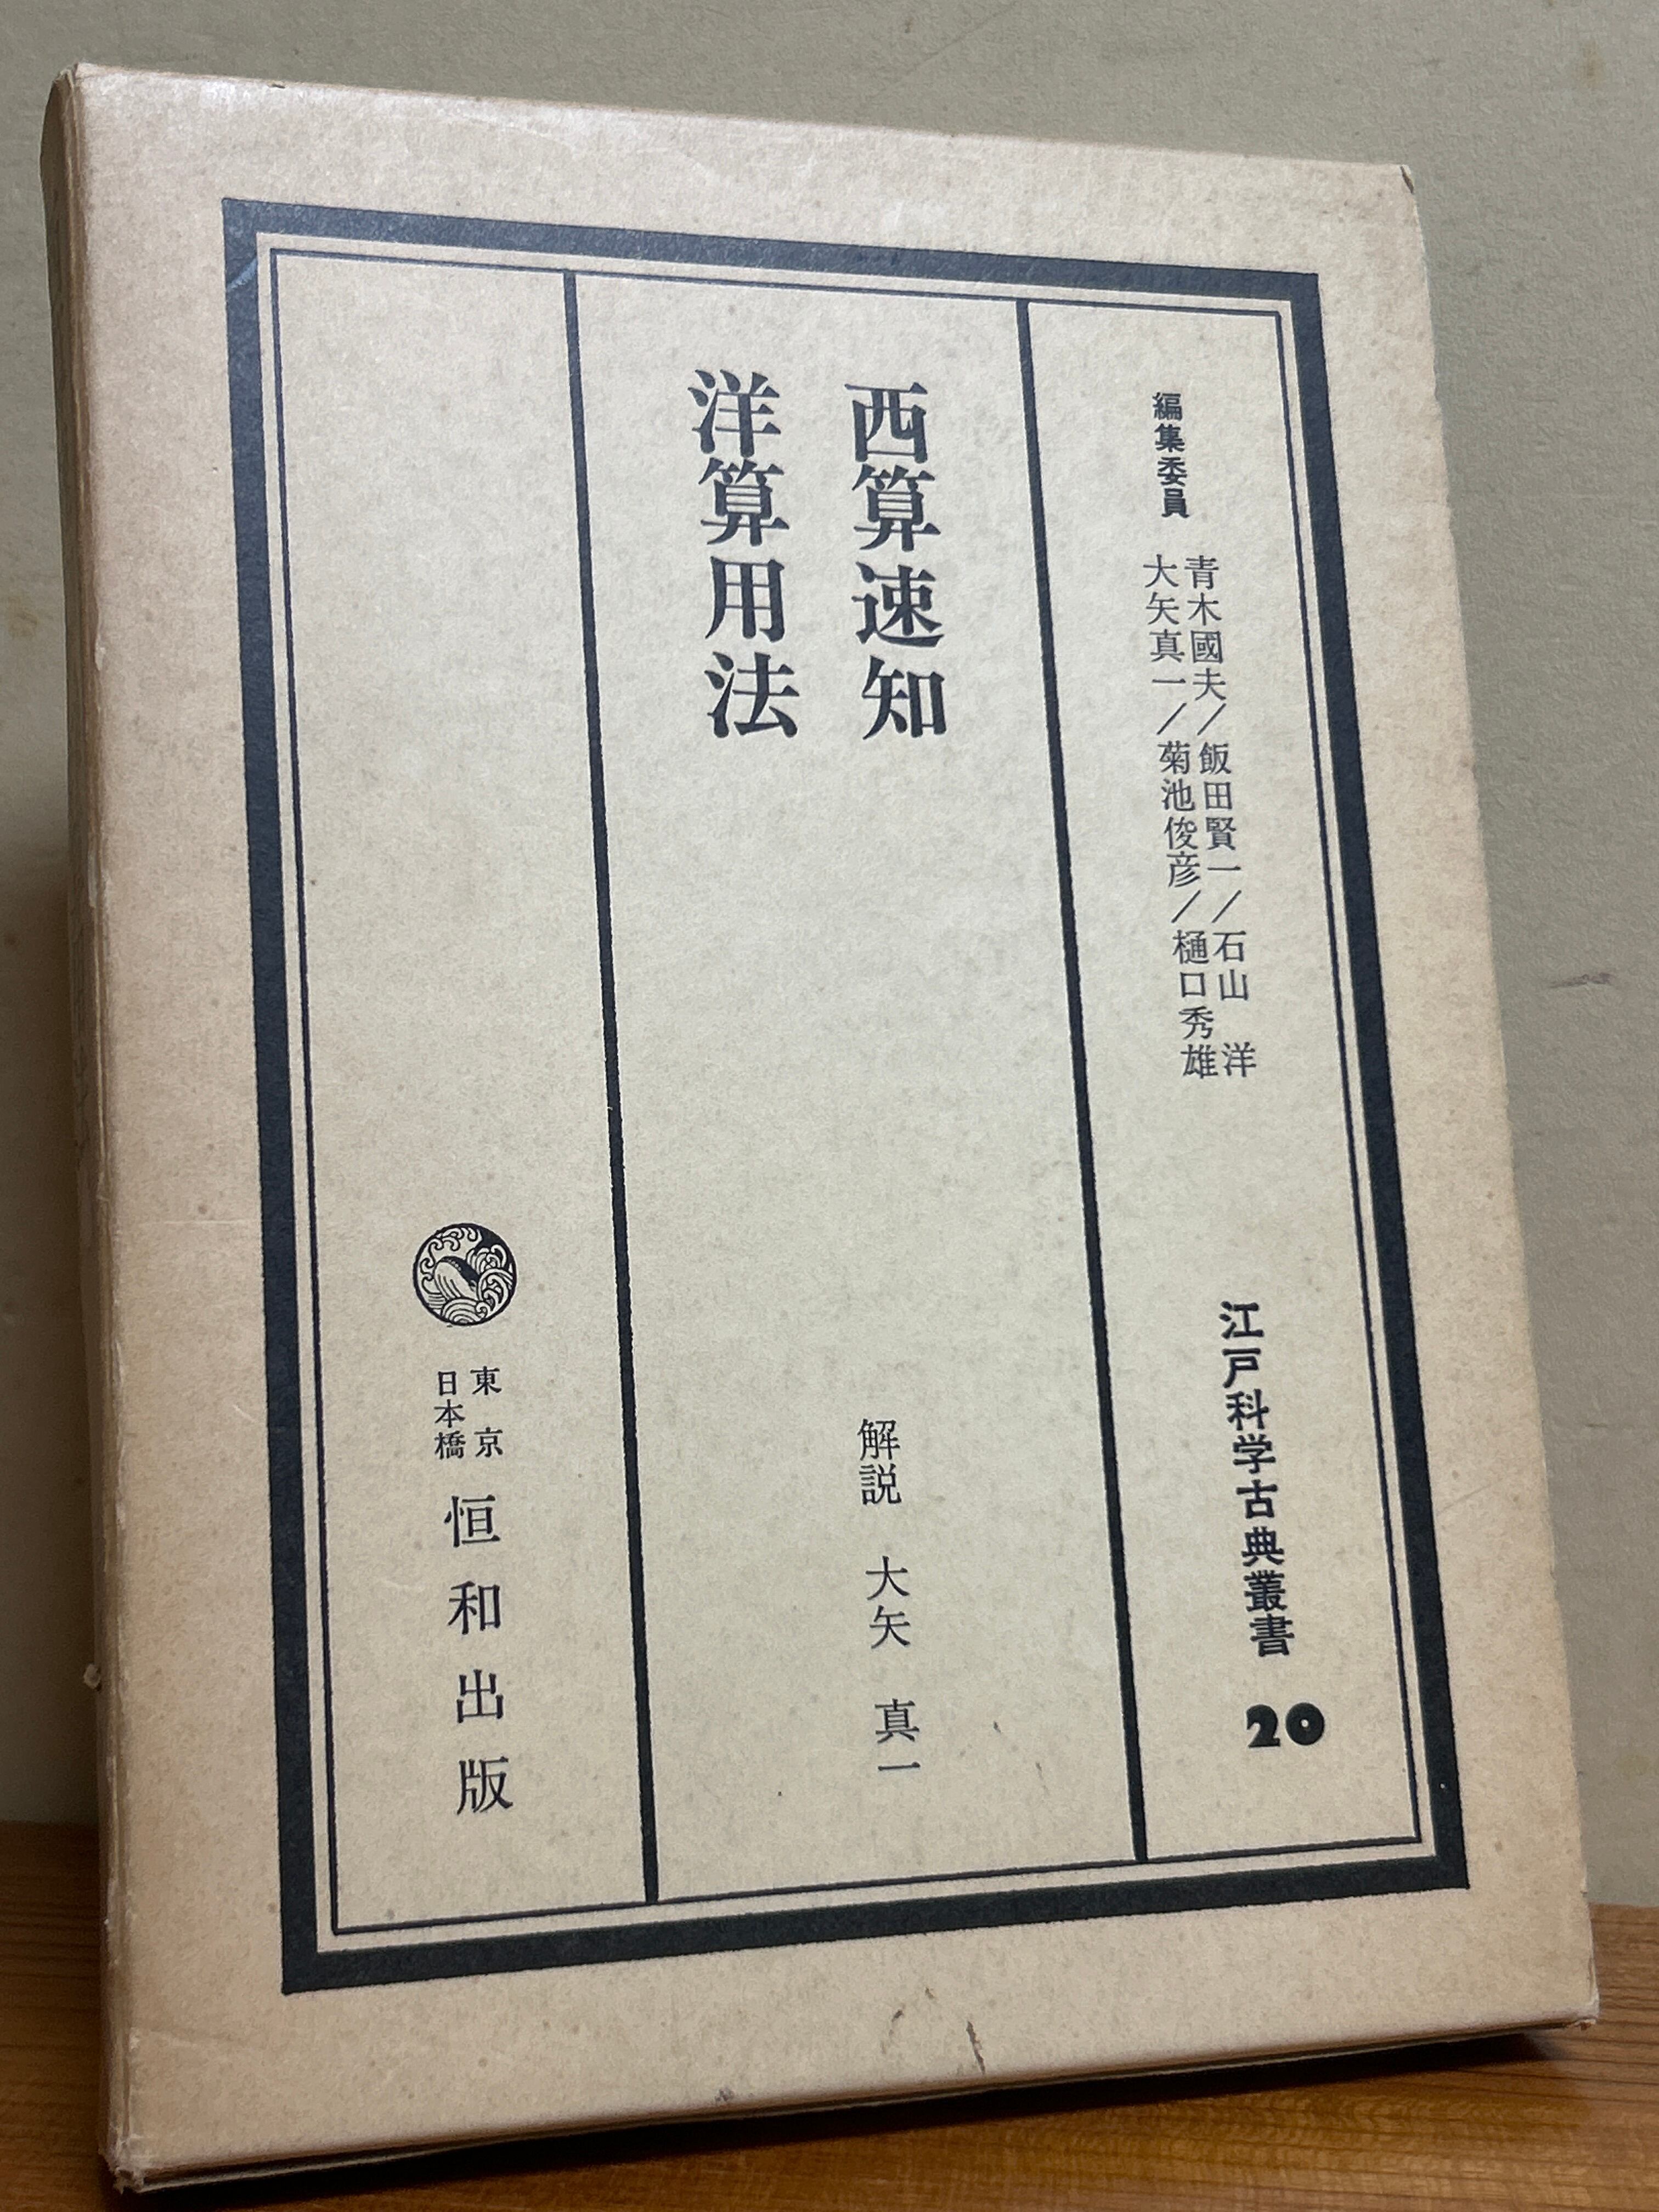 編集委員
青木國夫／飯田賢一／石山 洋
大矢真一／菊池俊彦／樋口秀雄
江戸科学古典叢書 20
西算速知
洋算用法
解説 大矢 真一
東京
日本橋
恒和出版